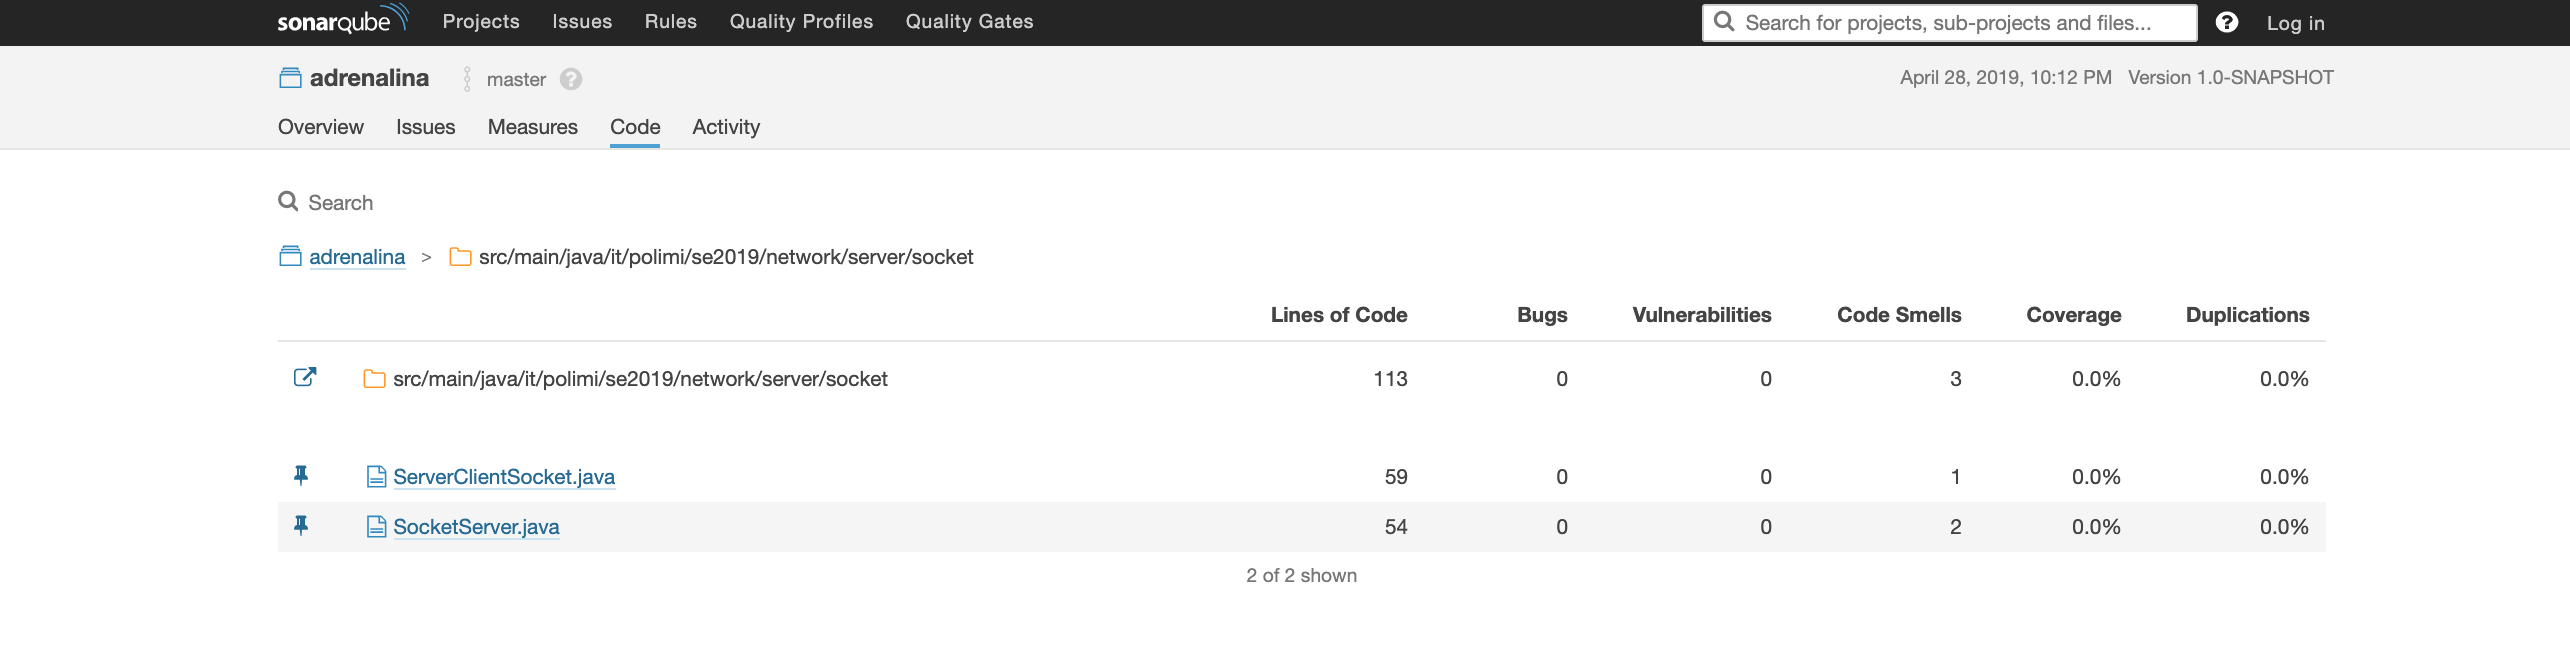 sonarqube Projects Issues Rules Quality Profiles Quality Gates Search for projects, sub-projects and files... ? Log in
adrenalina master ? April 28, 2019, 10:12 PM Version 1.0-SNAPSHOT
Overview Issues Measures Code Activity
Search
adrenalina > src/main/java/it/polimi/se2019/network/server/socket
Lines of Code Bugs Vulnerabilities Code Smells Coverage Duplications
src/main/java/it/polimi/se2019/network/server/socket 113 0 0 3 0.0% 0.0%
ServerClientSocket.java 59 0 0 1 0.0% 0.0%
SocketServer.java 54 0 0 2 0.0% 0.0%
2 of 2 shown